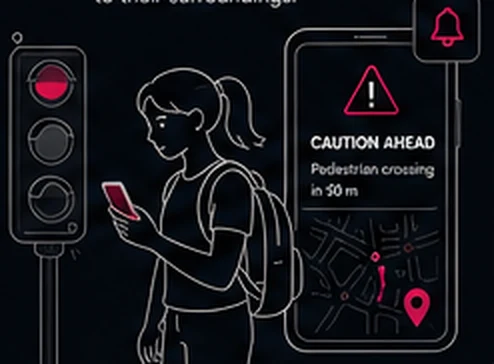 to their surroundings.
!
CAUTION AHEAD
Pedestrian crossing
in 50 m